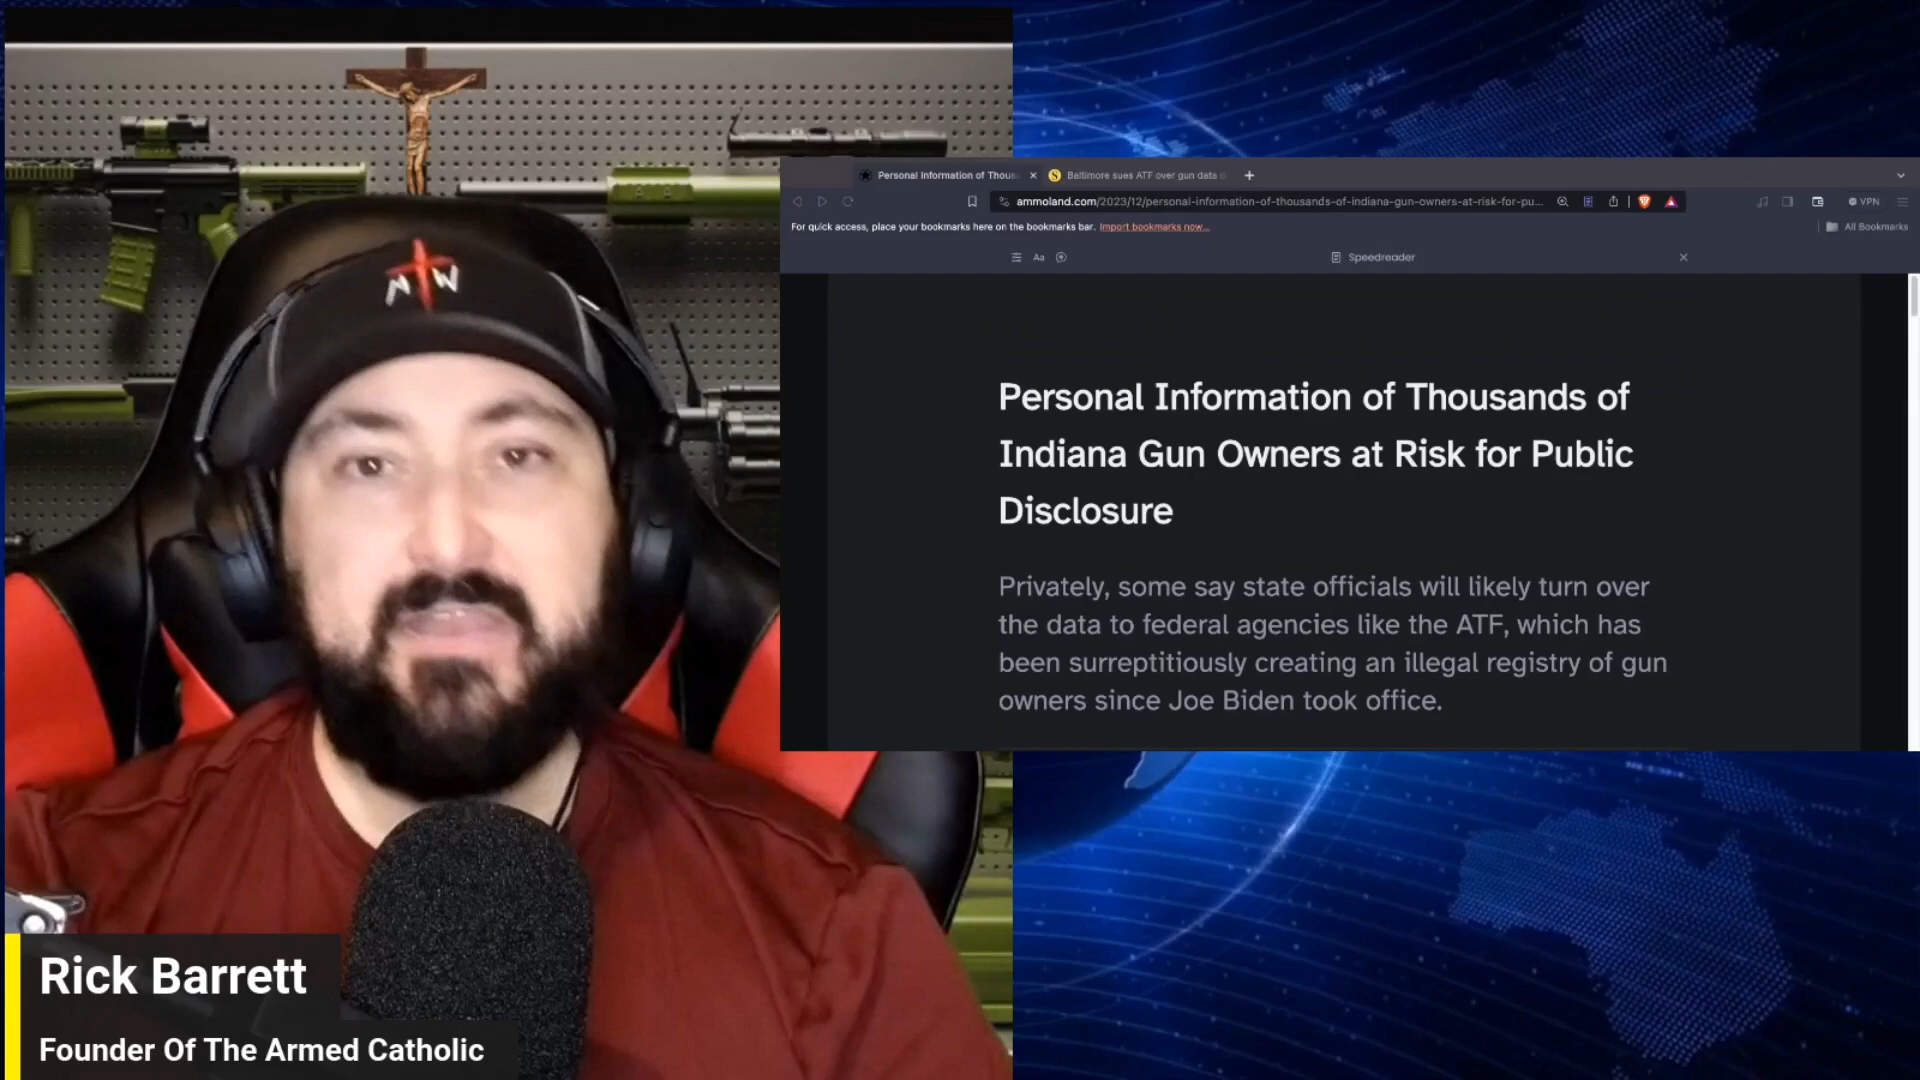 Personal Information of Thous
Baltimore sues ATF over gun data
ammoland.com/2023/12/personal-information-of-thousands-of-indiana-gun-owners-at-risk-for-pu...
VPN
For quick access, place your bookmarks here on the bookmarks bar. Import bookmarks now...
All Bookmarks
Aa
Speedreader
Personal Information of Thousands of
Indiana Gun Owners at Risk for Public
Disclosure
Privately, some say state officials will likely turn over
the data to federal agencies like the ATF, which has
been surreptitiously creating an illegal registry of gun
owners since Joe Biden took office.
Rick Barrett
Founder Of The Armed Catholic